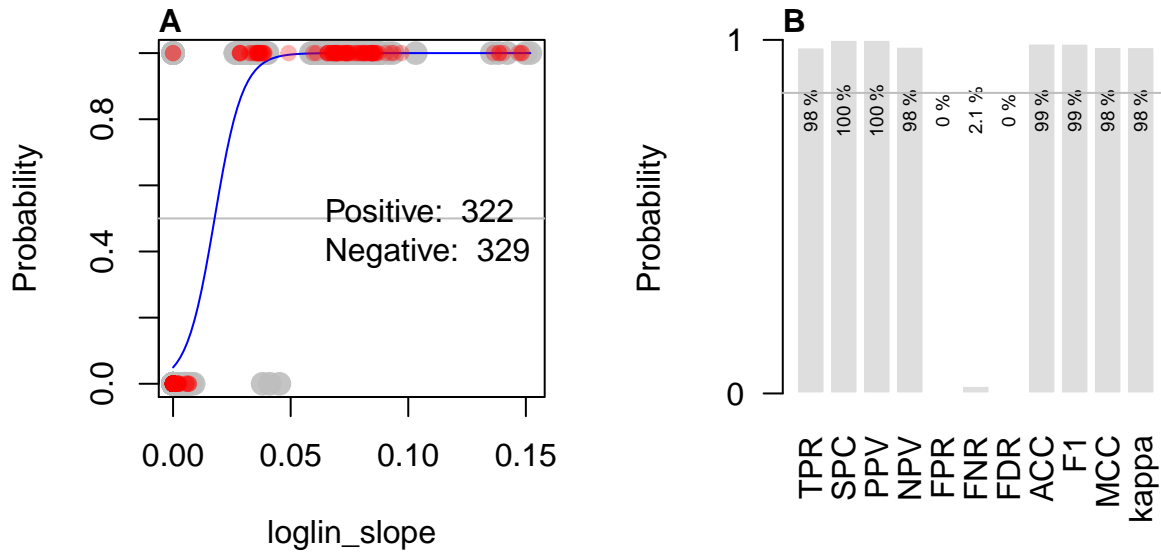 A
Probability
0.8
0.4
0.0
Positive: 322
Negative: 329
0.00 0.05 0.10 0.15
loglin_slope
B
Probability
1
0
98 % 100 % 100 % 98 % 0 % 2.1 % 0 % 99 % 99 % 98 % 98 %
TPR SPC PPV NPV FPR FNR FDR ACC F1 MCC kappa